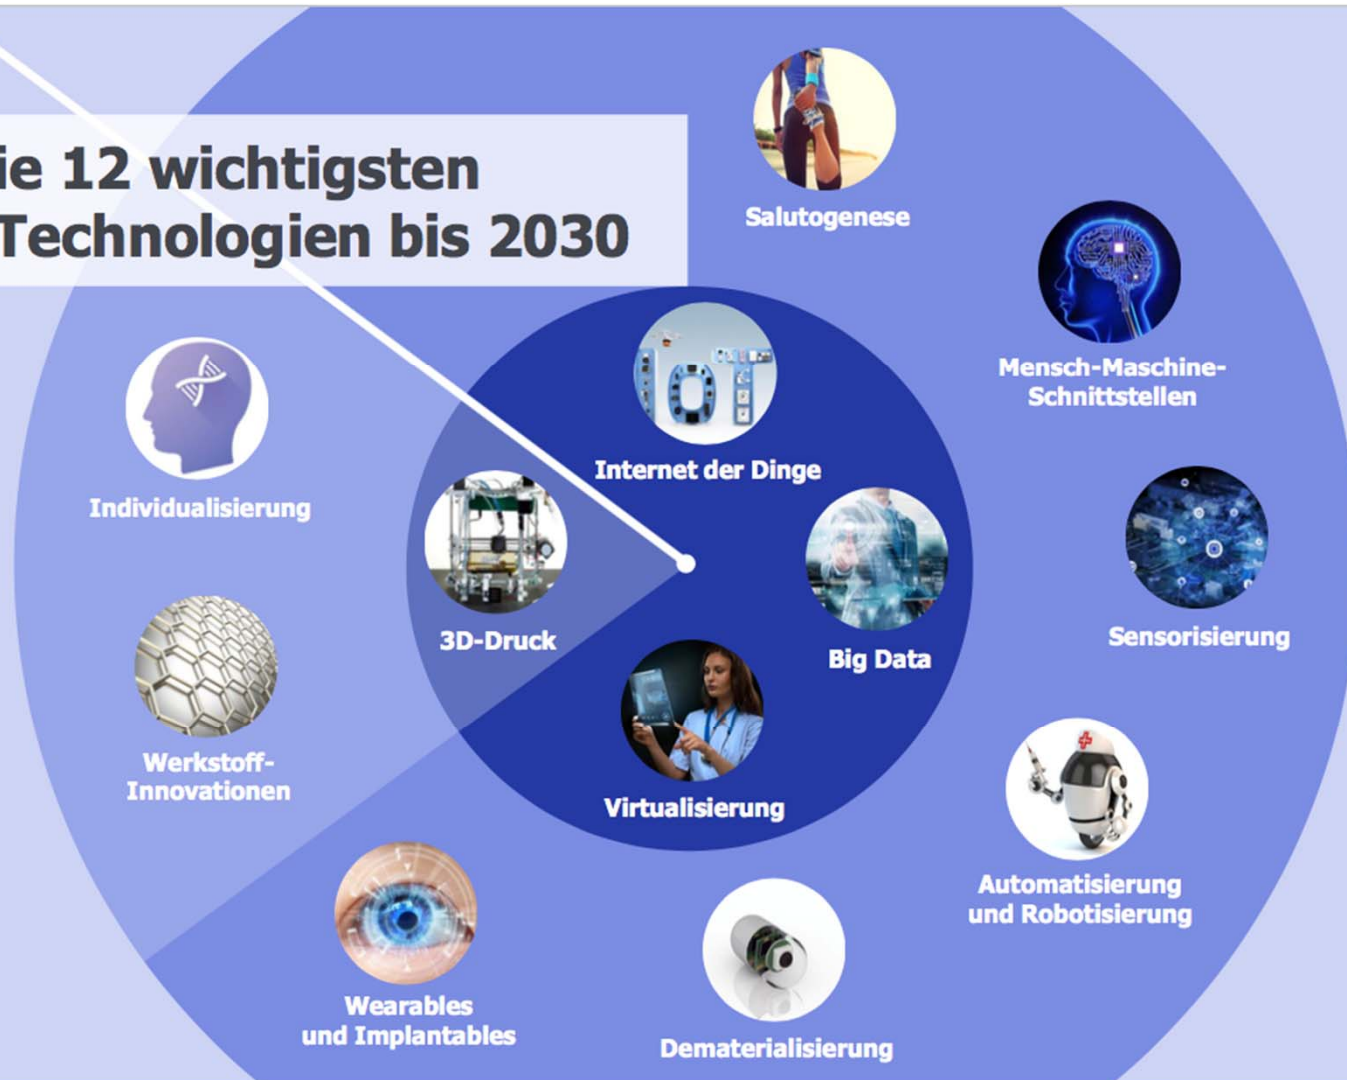 ie 12 wichtigsten
Technologien bis 2030
Salutogenese
Mensch-Maschine-
Schnittstellen
IoT
Internet der Dinge
Individualisierung
3D-Druck
Big Data
Sensorisierung
Werkstoff-
Innovationen
Virtualisierung
Automatisierung
und Robotisierung
Wearables
und Implantables
Dematerialisierung